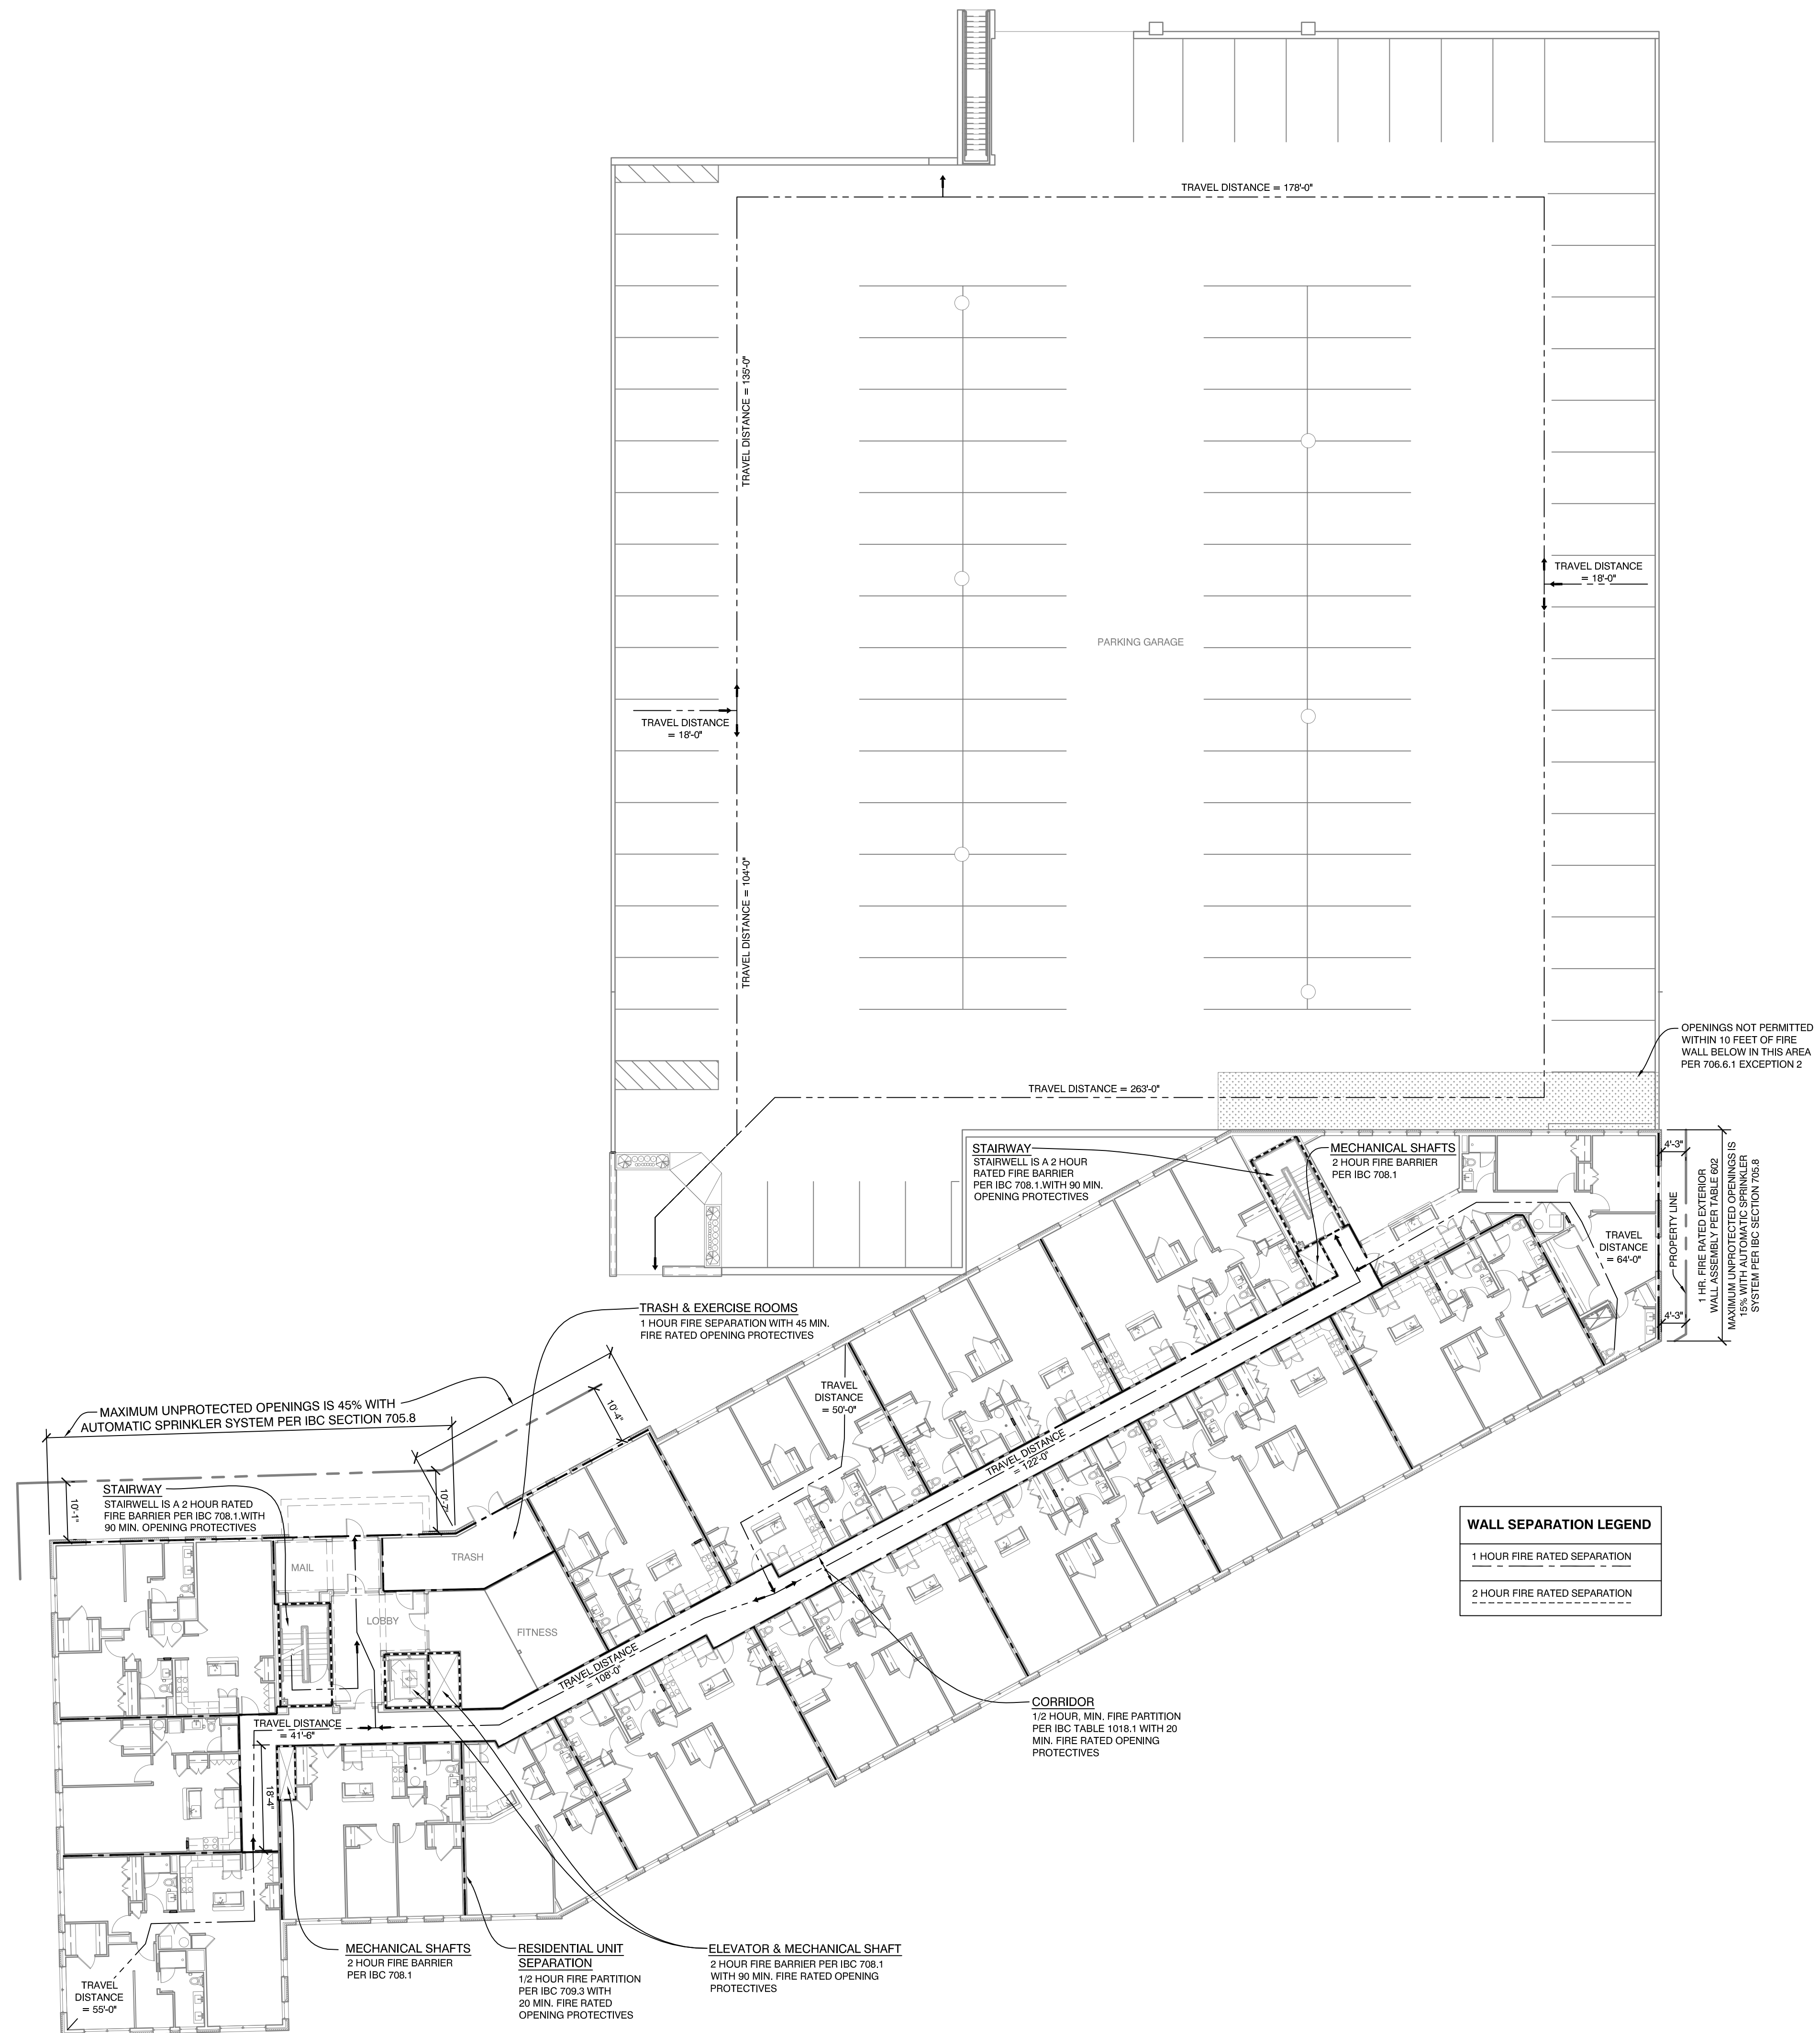 TRAVEL DISTANCE = 178'-0"
TRAVEL DISTANCE = 135'-0"
TRAVEL DISTANCE
= 18'-0"
PARKING GARAGE
TRAVEL DISTANCE
= 18'-0"
TRAVEL DISTANCE = 104'-0"
OPENINGS NOT PERMITTED
WITHIN 10 FEET OF FIRE
WALL BELOW IN THIS AREA
PER 706.6.1 EXCEPTION 2
TRAVEL DISTANCE = 263'-0"
STAIRWAY
STAIRWELL IS A 2 HOUR
RATED FIRE BARRIER
PER IBC 708.1.WITH 90 MIN.
OPENING PROTECTIVES
MECHANICAL SHAFTS
2 HOUR FIRE BARRIER
PER IBC 708.1
4'-3"
PROPERTY LINE
1 HR. FIRE RATED EXTERIOR
WALL ASSEMBLY PER TABLE 602
MAXIMUM UNPROTECTED OPENINGS IS
15% WITH AUTOMATIC SPRINKLER
SYSTEM PER IBC SECTION 705.8
TRAVEL
DISTANCE
= 64'-0"
4'-3"
TRASH & EXERCISE ROOMS
1 HOUR FIRE SEPARATION WITH 45 MIN.
FIRE RATED OPENING PROTECTIVES
TRAVEL
DISTANCE
= 50'-0"
MAXIMUM UNPROTECTED OPENINGS IS 45% WITH
AUTOMATIC SPRINKLER SYSTEM PER IBC SECTION 705.8
10'-4"
10'-1"
10'-7"
STAIRWAY
STAIRWELL IS A 2 HOUR RATED
FIRE BARRIER PER IBC 708.1.WITH
90 MIN. OPENING PROTECTIVES
TRAVEL DISTANCE
= 122'-0"
WALL SEPARATION LEGEND
1 HOUR FIRE RATED SEPARATION
2 HOUR FIRE RATED SEPARATION
MAIL
TRASH
LOBBY
FITNESS
TRAVEL DISTANCE
= 108'-0"
TRAVEL DISTANCE
= 41'-6"
18'-4"
CORRIDOR
1/2 HOUR, MIN. FIRE PARTITION
PER IBC TABLE 1018.1 WITH 20
MIN. FIRE RATED OPENING
PROTECTIVES
MECHANICAL SHAFTS
2 HOUR FIRE BARRIER
PER IBC 708.1
RESIDENTIAL UNIT
SEPARATION
1/2 HOUR FIRE PARTITION
PER IBC 709.3 WITH
20 MIN. FIRE RATED
OPENING PROTECTIVES
ELEVATOR & MECHANICAL SHAFT
2 HOUR FIRE BARRIER PER IBC 708.1
WITH 90 MIN. FIRE RATED OPENING
PROTECTIVES
TRAVEL
DISTANCE
= 55'-0"